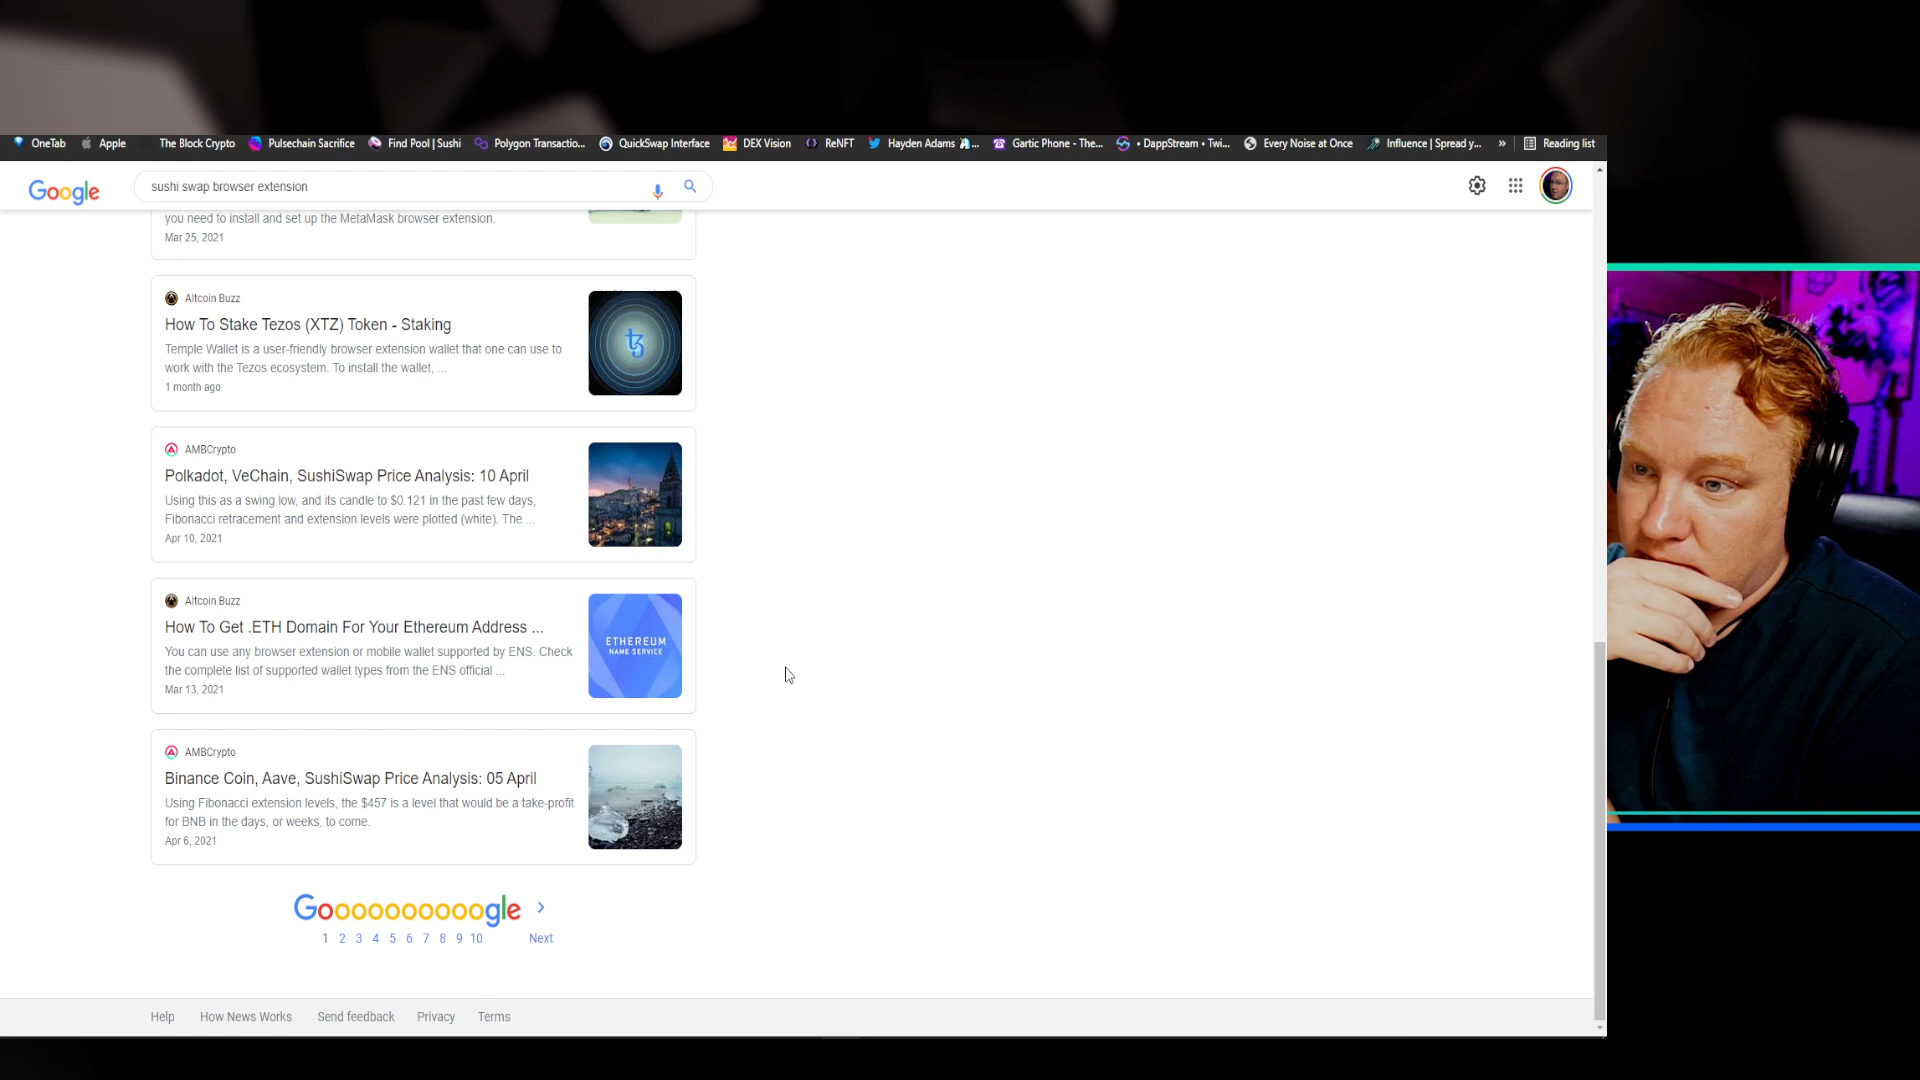 OneTab Apple The Block Crypto Pulsechain Sacrifice Find Pool | Sushi Polygon Transactio... QuickSwap Interface DEX Vision ReNFT Hayden Adams ... Gartic Phone - The... • DappStream • Twi... Every Noise at Once Influence | Spread y... » Reading list
Google sushi swap browser extension
you need to install and set up the MetaMask browser extension.
Mar 25, 2021
Altcoin Buzz
How To Stake Tezos (XTZ) Token - Staking
Temple Wallet is a user-friendly browser extension wallet that one can use to
work with the Tezos ecosystem. To install the wallet, ...
1 month ago
AMBCrypto
Polkadot, VeChain, SushiSwap Price Analysis: 10 April
Using this as a swing low, and its candle to $0.121 in the past few days,
Fibonacci retracement and extension levels were plotted (white). The ...
Apr 10, 2021
Altcoin Buzz
How To Get .ETH Domain For Your Ethereum Address ...
You can use any browser extension or mobile wallet supported by ENS. Check
the complete list of supported wallet types from the ENS official ...
Mar 13, 2021
ETHEREUM
NAME SERVICE
AMBCrypto
Binance Coin, Aave, SushiSwap Price Analysis: 05 April
Using Fibonacci extension levels, the $457 is a level that would be a take-profit
for BNB in the days, or weeks, to come.
Apr 6, 2021
Goooooooooogle >
1 2 3 4 5 6 7 8 9 10 Next
Help How News Works Send feedback Privacy Terms